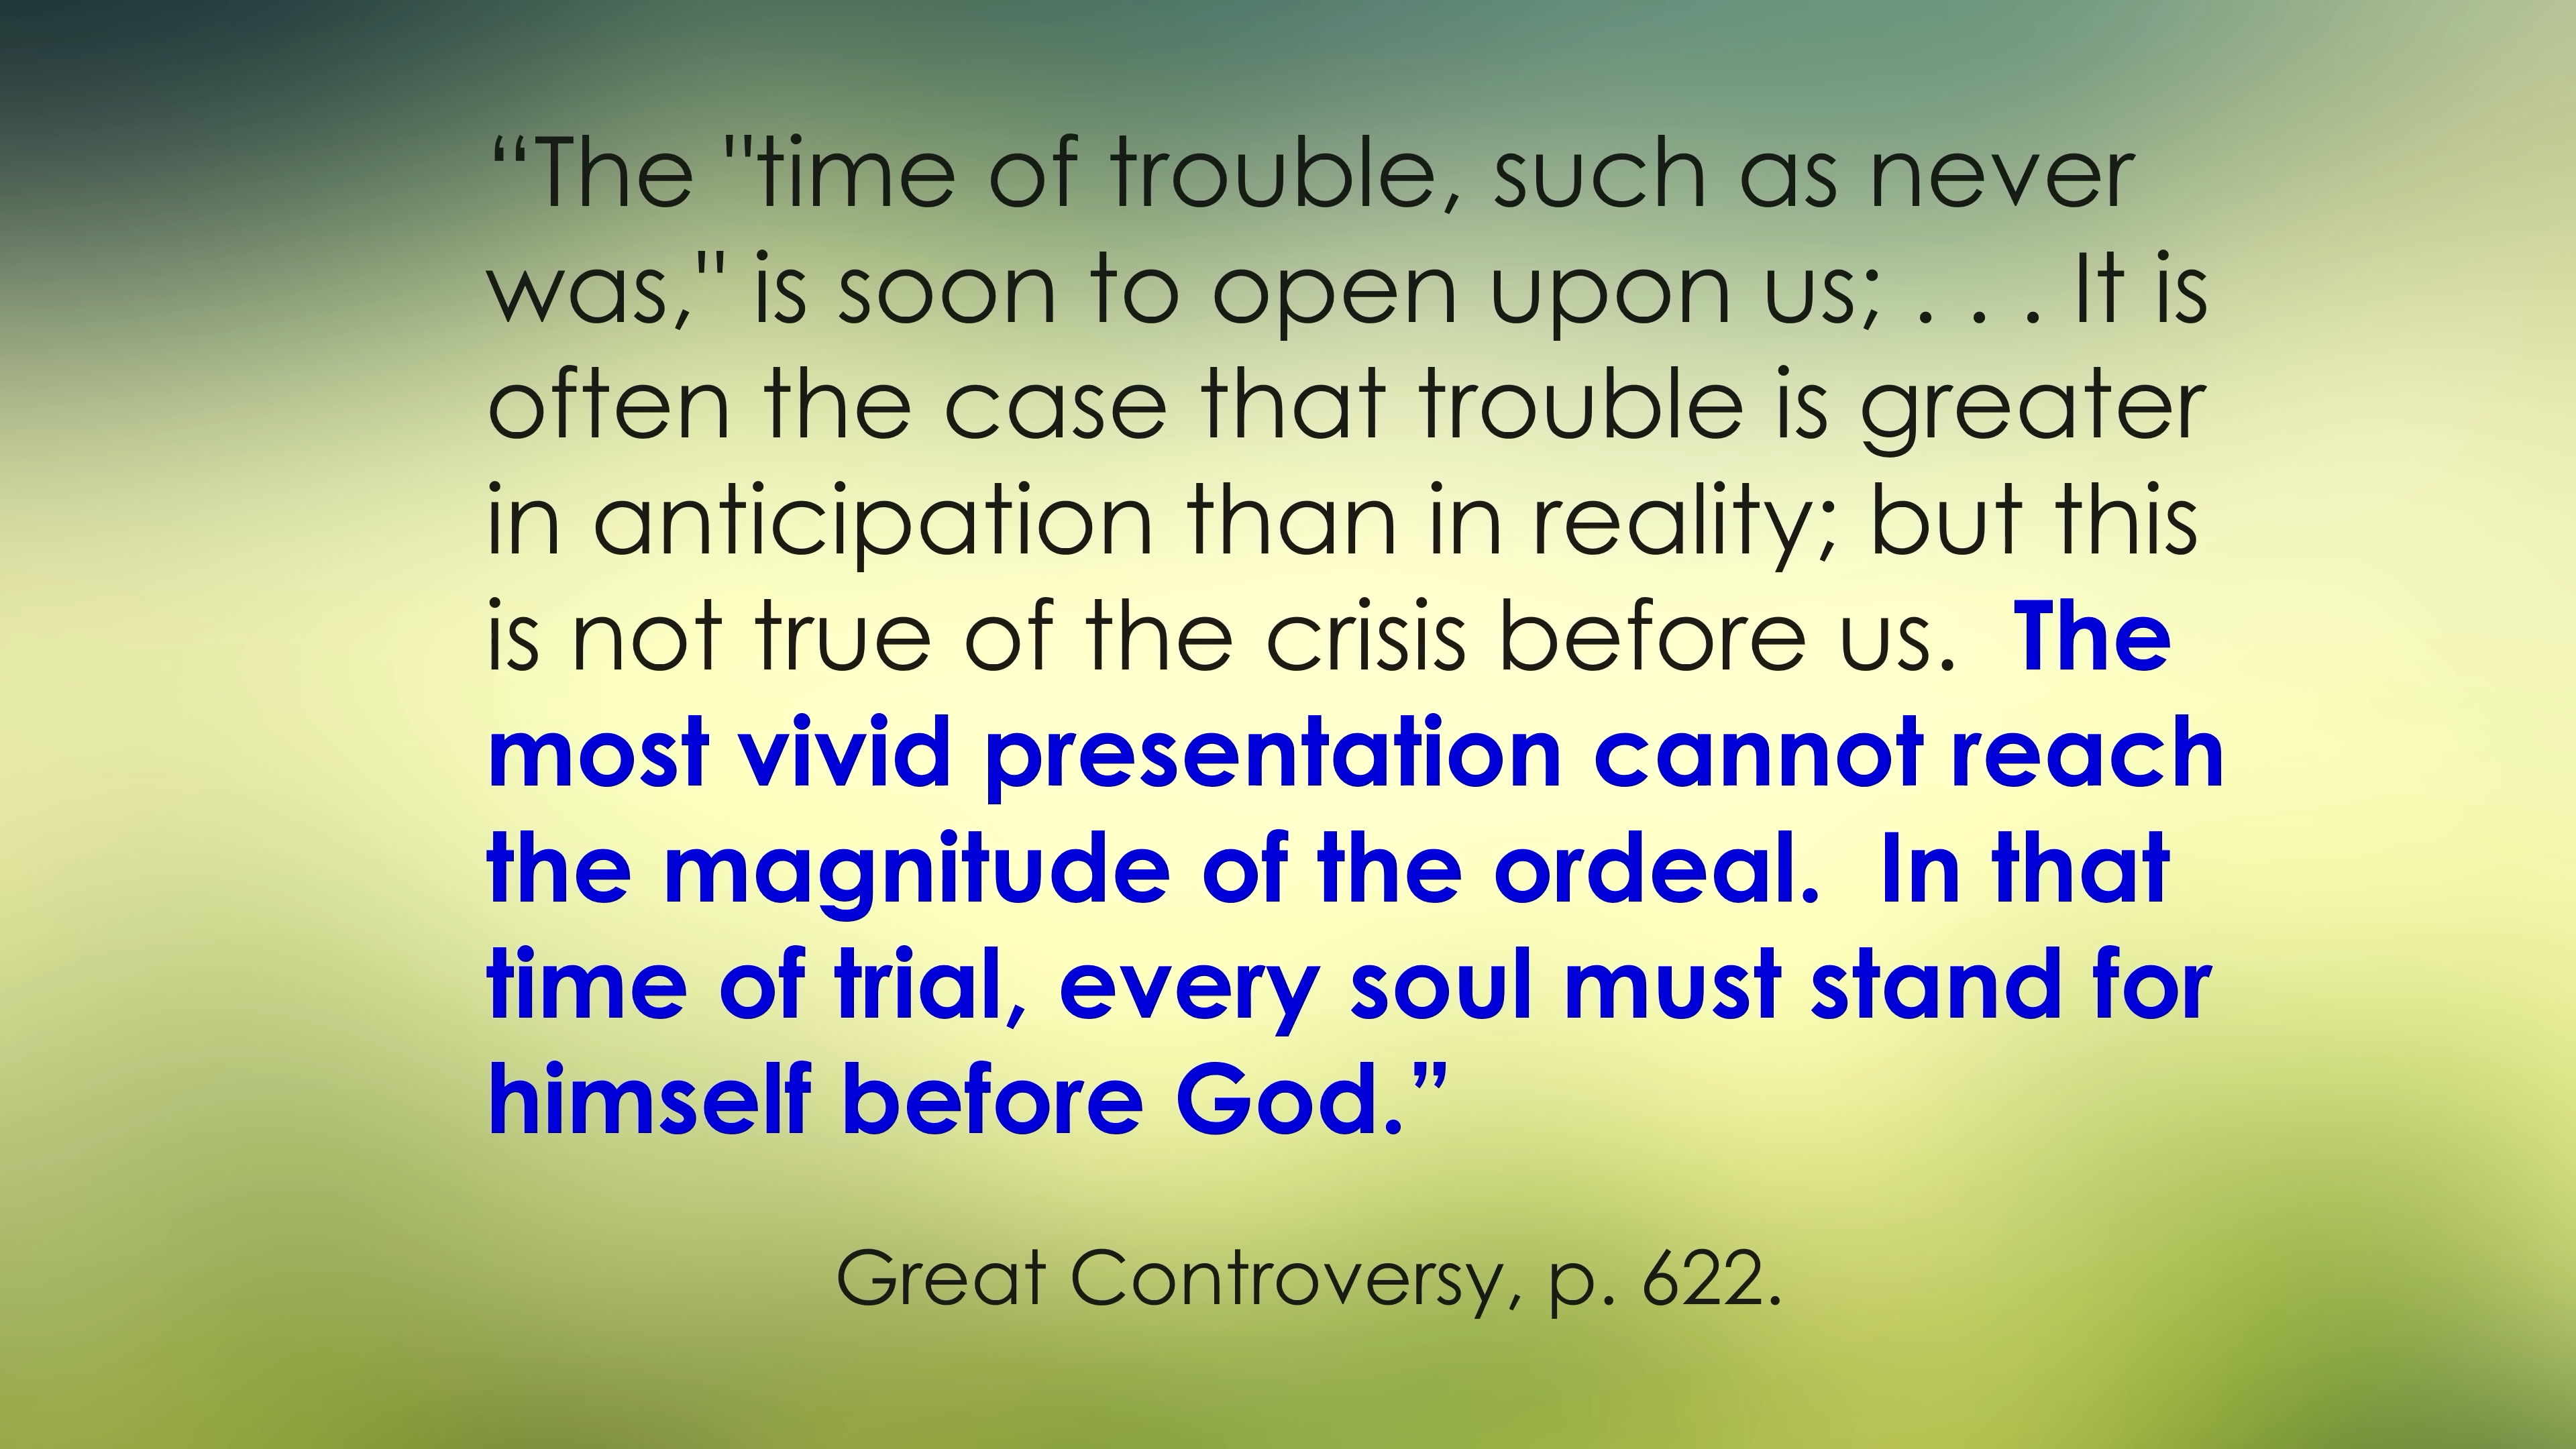 “The "time of trouble, such as never
was," is soon to open upon us; . . . It is
often the case that trouble is greater
in anticipation than in reality; but this
is not true of the crisis before us.  The
most vivid presentation cannot reach
the magnitude of the ordeal.  In that
time of trial, every soul must stand for
himself before God.”
Great Controversy, p. 622.